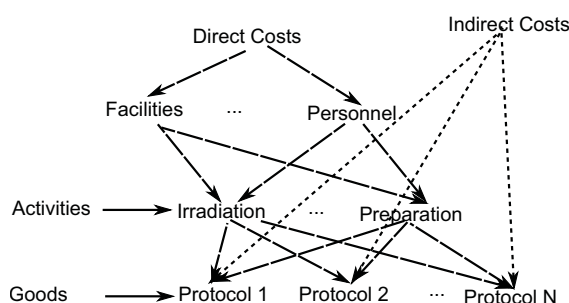 Direct Costs
Indirect Costs
Facilities ... Personnel
Activities Irradiation ... Preparation
Goods Protocol 1 Protocol 2 ... Protocol N